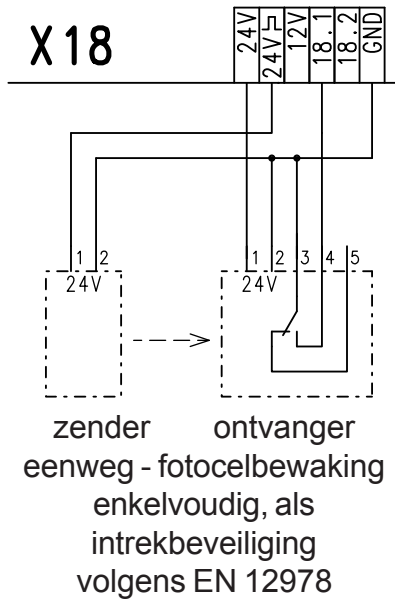 X18
24V
24V
12V
18.1
18.2
GND
1 2
24V
1 2 3 4 5
24V
zender ontvanger
eenweg - fotocelbewaking
enkelvoudig, als
intrekbeveiliging
volgens EN 12978